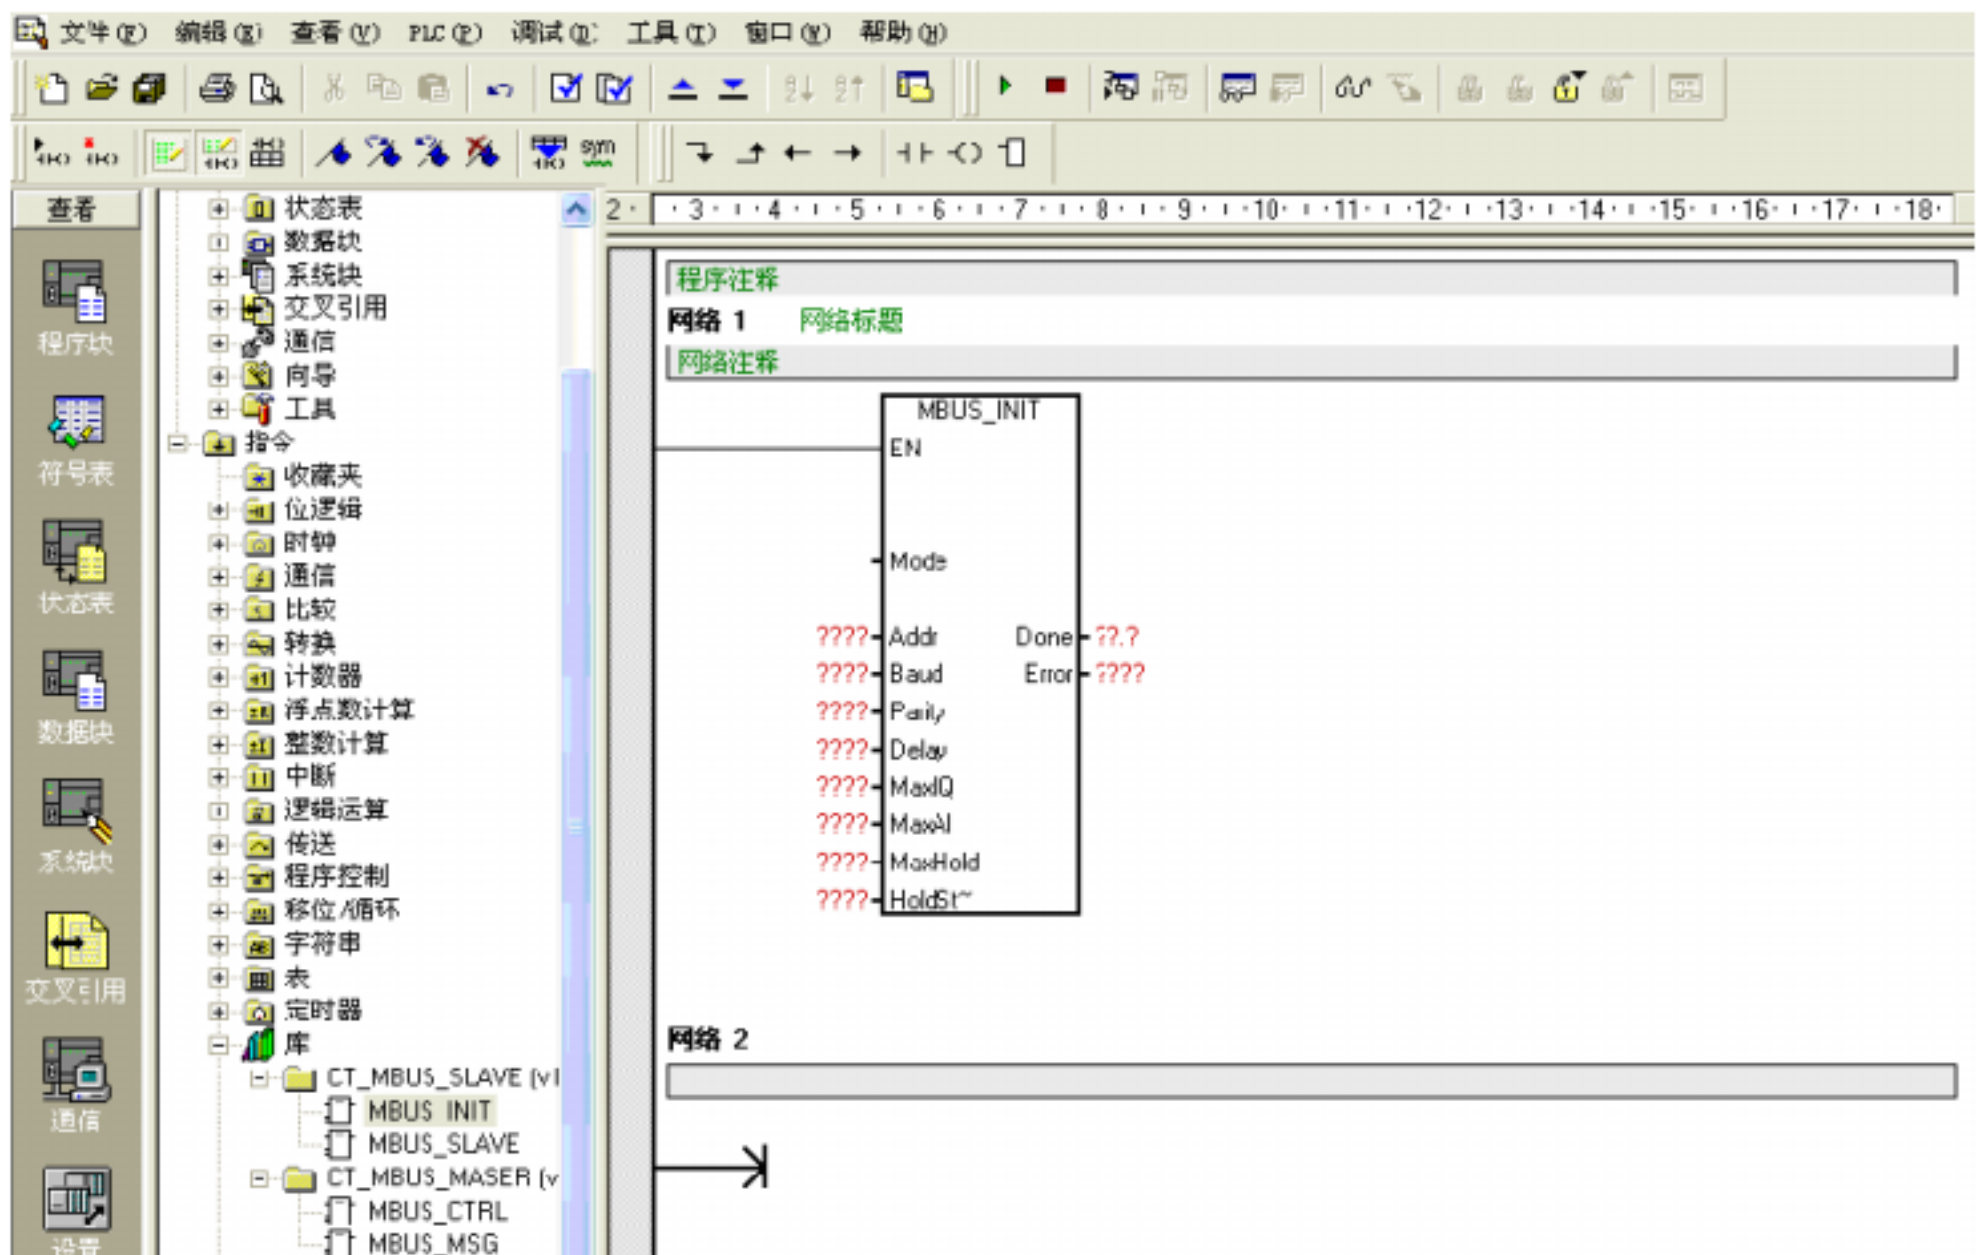 文件(F) 编辑(E) 查看(V) PLC(P) 调试(D) 工具(T) 窗口(W) 帮助(H)
sym
查看
程序块
符号表
状态表
数据块
系统块
交叉引用
通信
设置
状态表
数据块
系统块
交叉引用
通信
向导
工具
指令
收藏夹
位逻辑
时钟
通信
比较
转换
计数器
浮点数计算
整数计算
中断
逻辑运算
传送
程序控制
移位/循环
字符串
表
定时器
库
CT_MBUS_SLAVE (v1
MBUS_INIT
MBUS_SLAVE
CT_MBUS_MASER (v
MBUS_CTRL
MBUS_MSG
2 · 3 · 4 · 5 · 6 · 7 · 8 · 9 · 10 · 11 · 12 · 13 · 14 · 15 · 16 · 17 · 18
程序注释
网络 1 网络标题
网络注释
MBUS_INIT
EN
Mode
???? Addr Done ??.?
???? Baud Error ????
???? Parity
???? Delay
???? MaxIQ
???? MaxAI
???? MaxHold
???? HoldSt~
网络 2